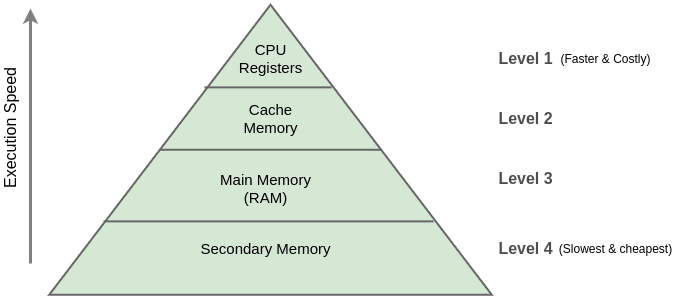 Execution Speed
CPU
Registers
Level 1 (Faster & Costly)
Cache
Memory
Level 2
Main Memory
(RAM)
Level 3
Secondary Memory
Level 4 (Slowest & cheapest)